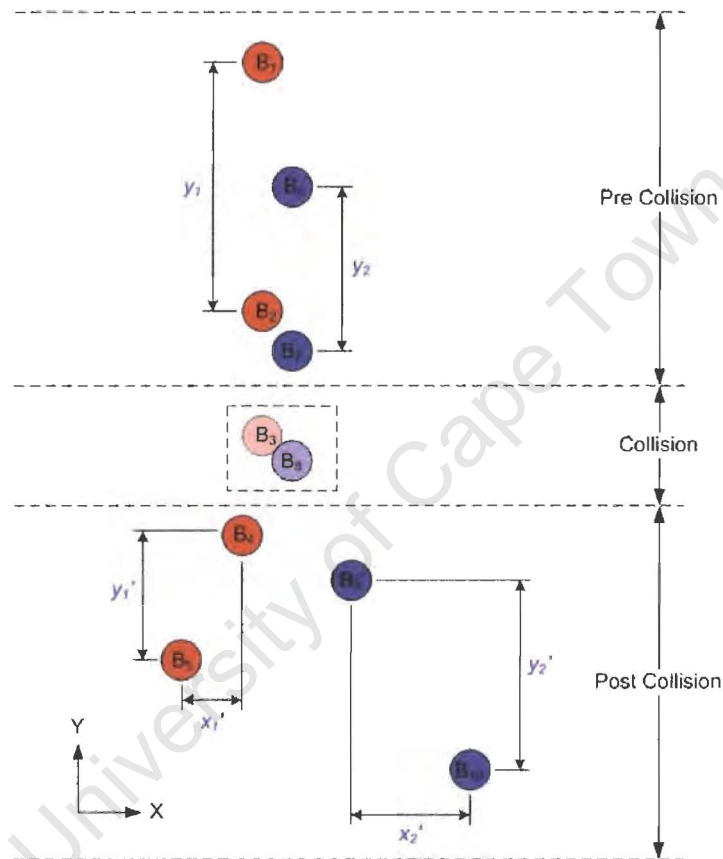 B₁
y₁
B₆
Pre Collision
y₂
B₂
B₇
B₃
Collision
B₈
B₄
y₁'
B₉
B₅
y₂'
Post Collision
x₁'
Y
B₁₀
X
x₂'
University of Cape Town